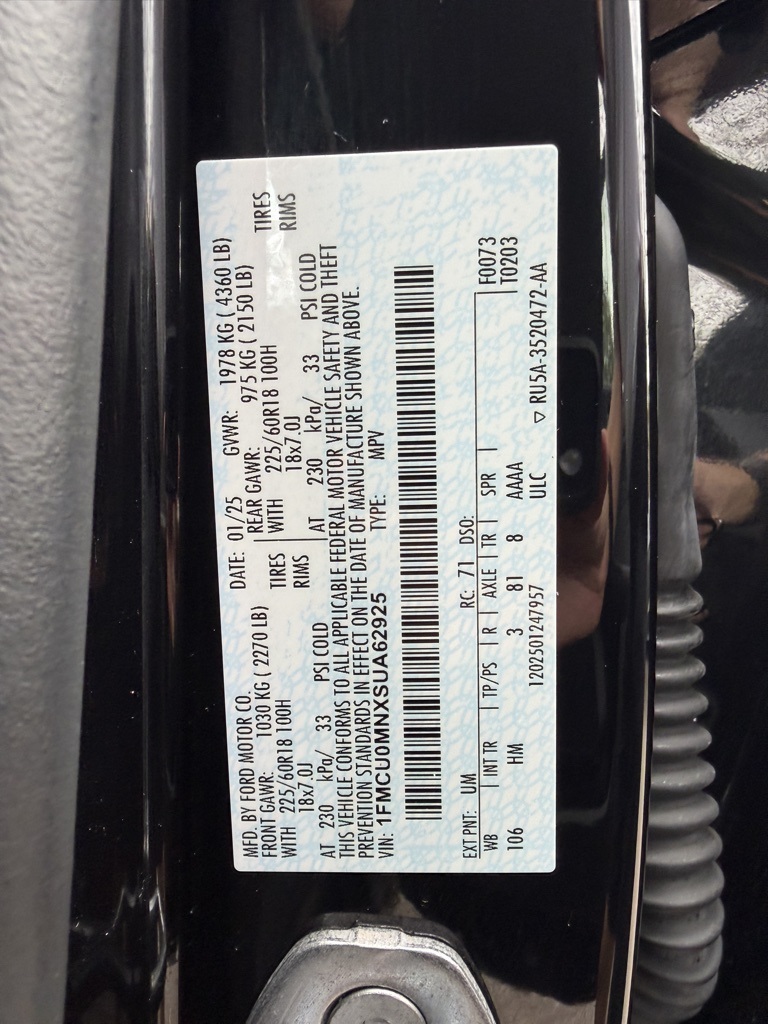 MFD. BY FORD MOTOR CO.
DATE: 01/25 GVWR: 1978 KG ( 4360 LB)
FRONT GAWR: 1030 KG ( 2270 LB) REAR GAWR: 975 KG ( 2150 LB)
WITH 225/60R18 100H TIRES WITH 225/60R18 100H TIRES
18x7.0J RIMS 18x7.0J RIMS
AT 230 kPa/ 33 PSI COLD AT 230 kPa/ 33 PSI COLD
THIS VEHICLE CONFORMS TO ALL APPLICABLE FEDERAL MOTOR VEHICLE SAFETY AND THEFT
PREVENTION STANDARDS IN EFFECT ON THE DATE OF MANUFACTURE SHOWN ABOVE.
VIN: 1FMCU0MNXSUA62925 TYPE: MPV
EXT PNT: UM RC: 71 DSO: F0073
WB INT TR TP/PS R AXLE TR SPR T0203
106 HM 3 81 8 AAAA
1202501247957 ULC ▽ RU5A-3520472-AA